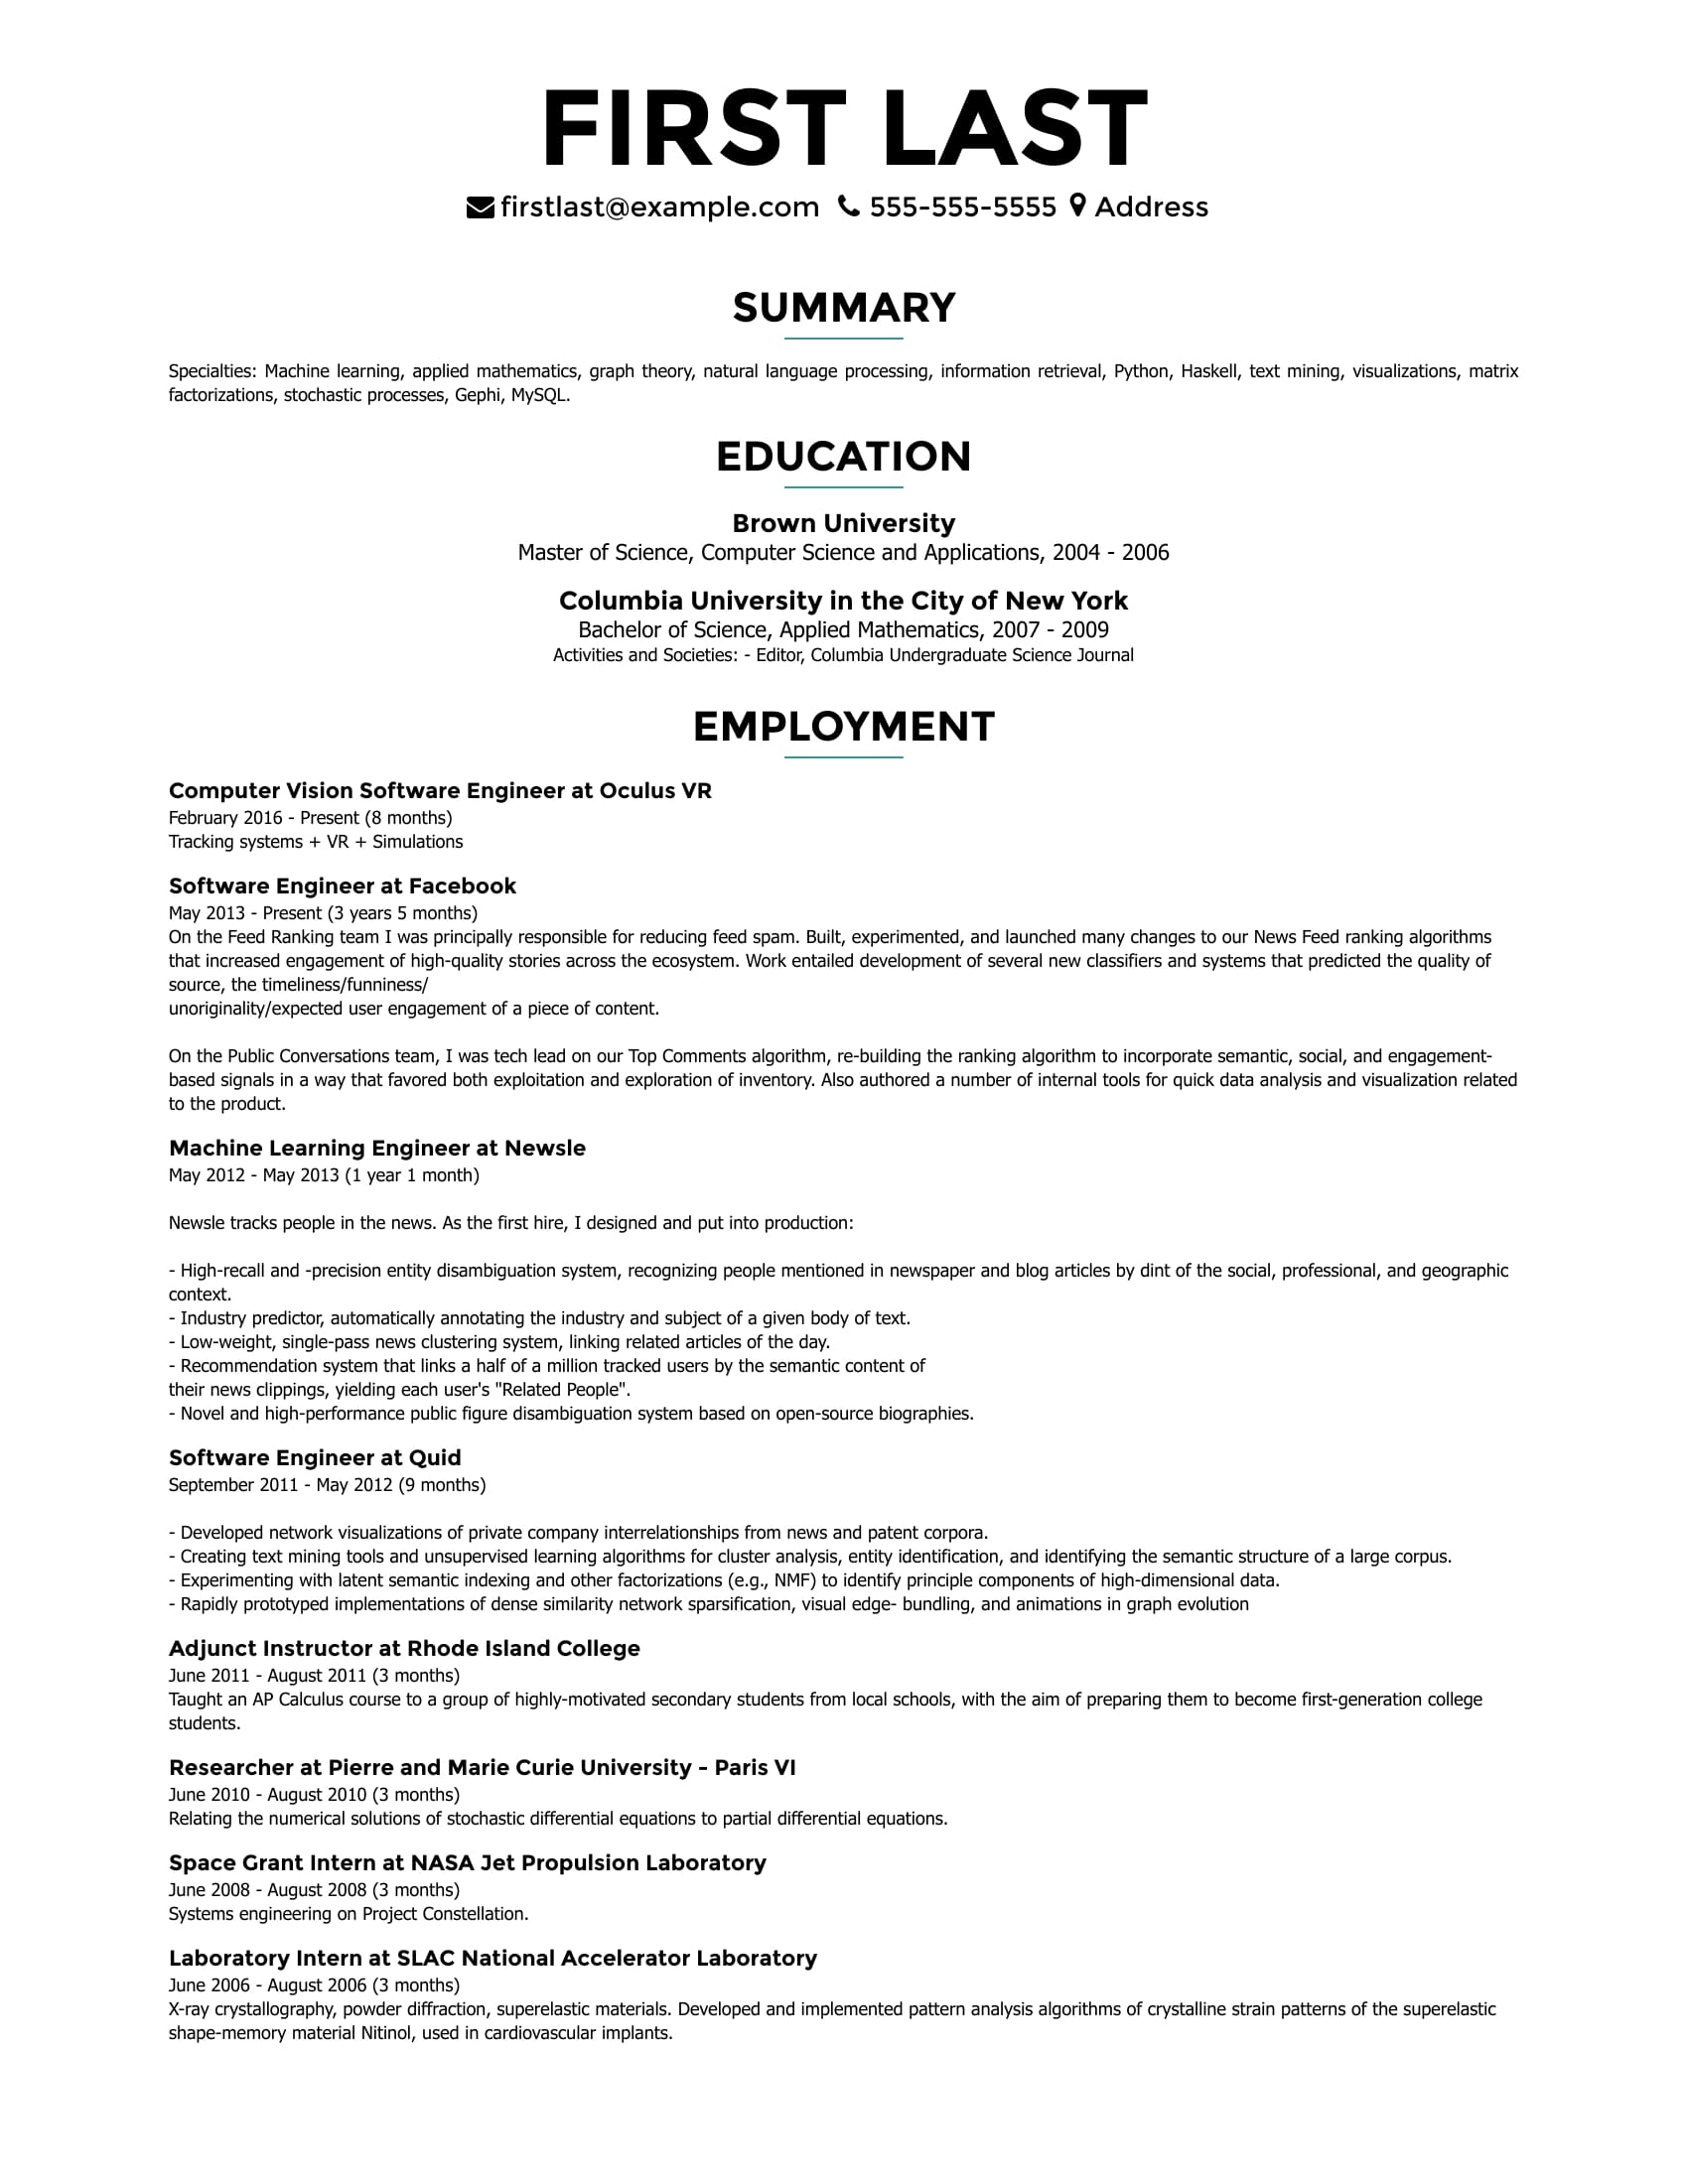 FIRST LAST
firstlast@example.com 555-555-5555 Address
SUMMARY
Specialties: Machine learning, applied mathematics, graph theory, natural language processing, information retrieval, Python, Haskell, text mining, visualizations, matrix
factorizations, stochastic processes, Gephi, MySQL.
EDUCATION
Brown University
Master of Science, Computer Science and Applications, 2004 - 2006
Columbia University in the City of New York
Bachelor of Science, Applied Mathematics, 2007 - 2009
Activities and Societies: - Editor, Columbia Undergraduate Science Journal
EMPLOYMENT
Computer Vision Software Engineer at Oculus VR
February 2016 - Present (8 months)
Tracking systems + VR + Simulations
Software Engineer at Facebook
May 2013 - Present (3 years 5 months)
On the Feed Ranking team I was principally responsible for reducing feed spam. Built, experimented, and launched many changes to our News Feed ranking algorithms
that increased engagement of high-quality stories across the ecosystem. Work entailed development of several new classifiers and systems that predicted the quality of
source, the timeliness/funniness/
unoriginality/expected user engagement of a piece of content.
On the Public Conversations team, I was tech lead on our Top Comments algorithm, re-building the ranking algorithm to incorporate semantic, social, and engagement-
based signals in a way that favored both exploitation and exploration of inventory. Also authored a number of internal tools for quick data analysis and visualization related
to the product.
Machine Learning Engineer at Newsle
May 2012 - May 2013 (1 year 1 month)
Newsle tracks people in the news. As the first hire, I designed and put into production:
- High-recall and -precision entity disambiguation system, recognizing people mentioned in newspaper and blog articles by dint of the social, professional, and geographic
context.
- Industry predictor, automatically annotating the industry and subject of a given body of text.
- Low-weight, single-pass news clustering system, linking related articles of the day.
- Recommendation system that links a half of a million tracked users by the semantic content of
their news clippings, yielding each user's "Related People".
- Novel and high-performance public figure disambiguation system based on open-source biographies.
Software Engineer at Quid
September 2011 - May 2012 (9 months)
- Developed network visualizations of private company interrelationships from news and patent corpora.
- Creating text mining tools and unsupervised learning algorithms for cluster analysis, entity identification, and identifying the semantic structure of a large corpus.
- Experimenting with latent semantic indexing and other factorizations (e.g., NMF) to identify principle components of high-dimensional data.
- Rapidly prototyped implementations of dense similarity network sparsification, visual edge- bundling, and animations in graph evolution
Adjunct Instructor at Rhode Island College
June 2011 - August 2011 (3 months)
Taught an AP Calculus course to a group of highly-motivated secondary students from local schools, with the aim of preparing them to become first-generation college
students.
Researcher at Pierre and Marie Curie University - Paris VI
June 2010 - August 2010 (3 months)
Relating the numerical solutions of stochastic differential equations to partial differential equations.
Space Grant Intern at NASA Jet Propulsion Laboratory
June 2008 - August 2008 (3 months)
Systems engineering on Project Constellation.
Laboratory Intern at SLAC National Accelerator Laboratory
June 2006 - August 2006 (3 months)
X-ray crystallography, powder diffraction, superelastic materials. Developed and implemented pattern analysis algorithms of crystalline strain patterns of the superelastic
shape-memory material Nitinol, used in cardiovascular implants.